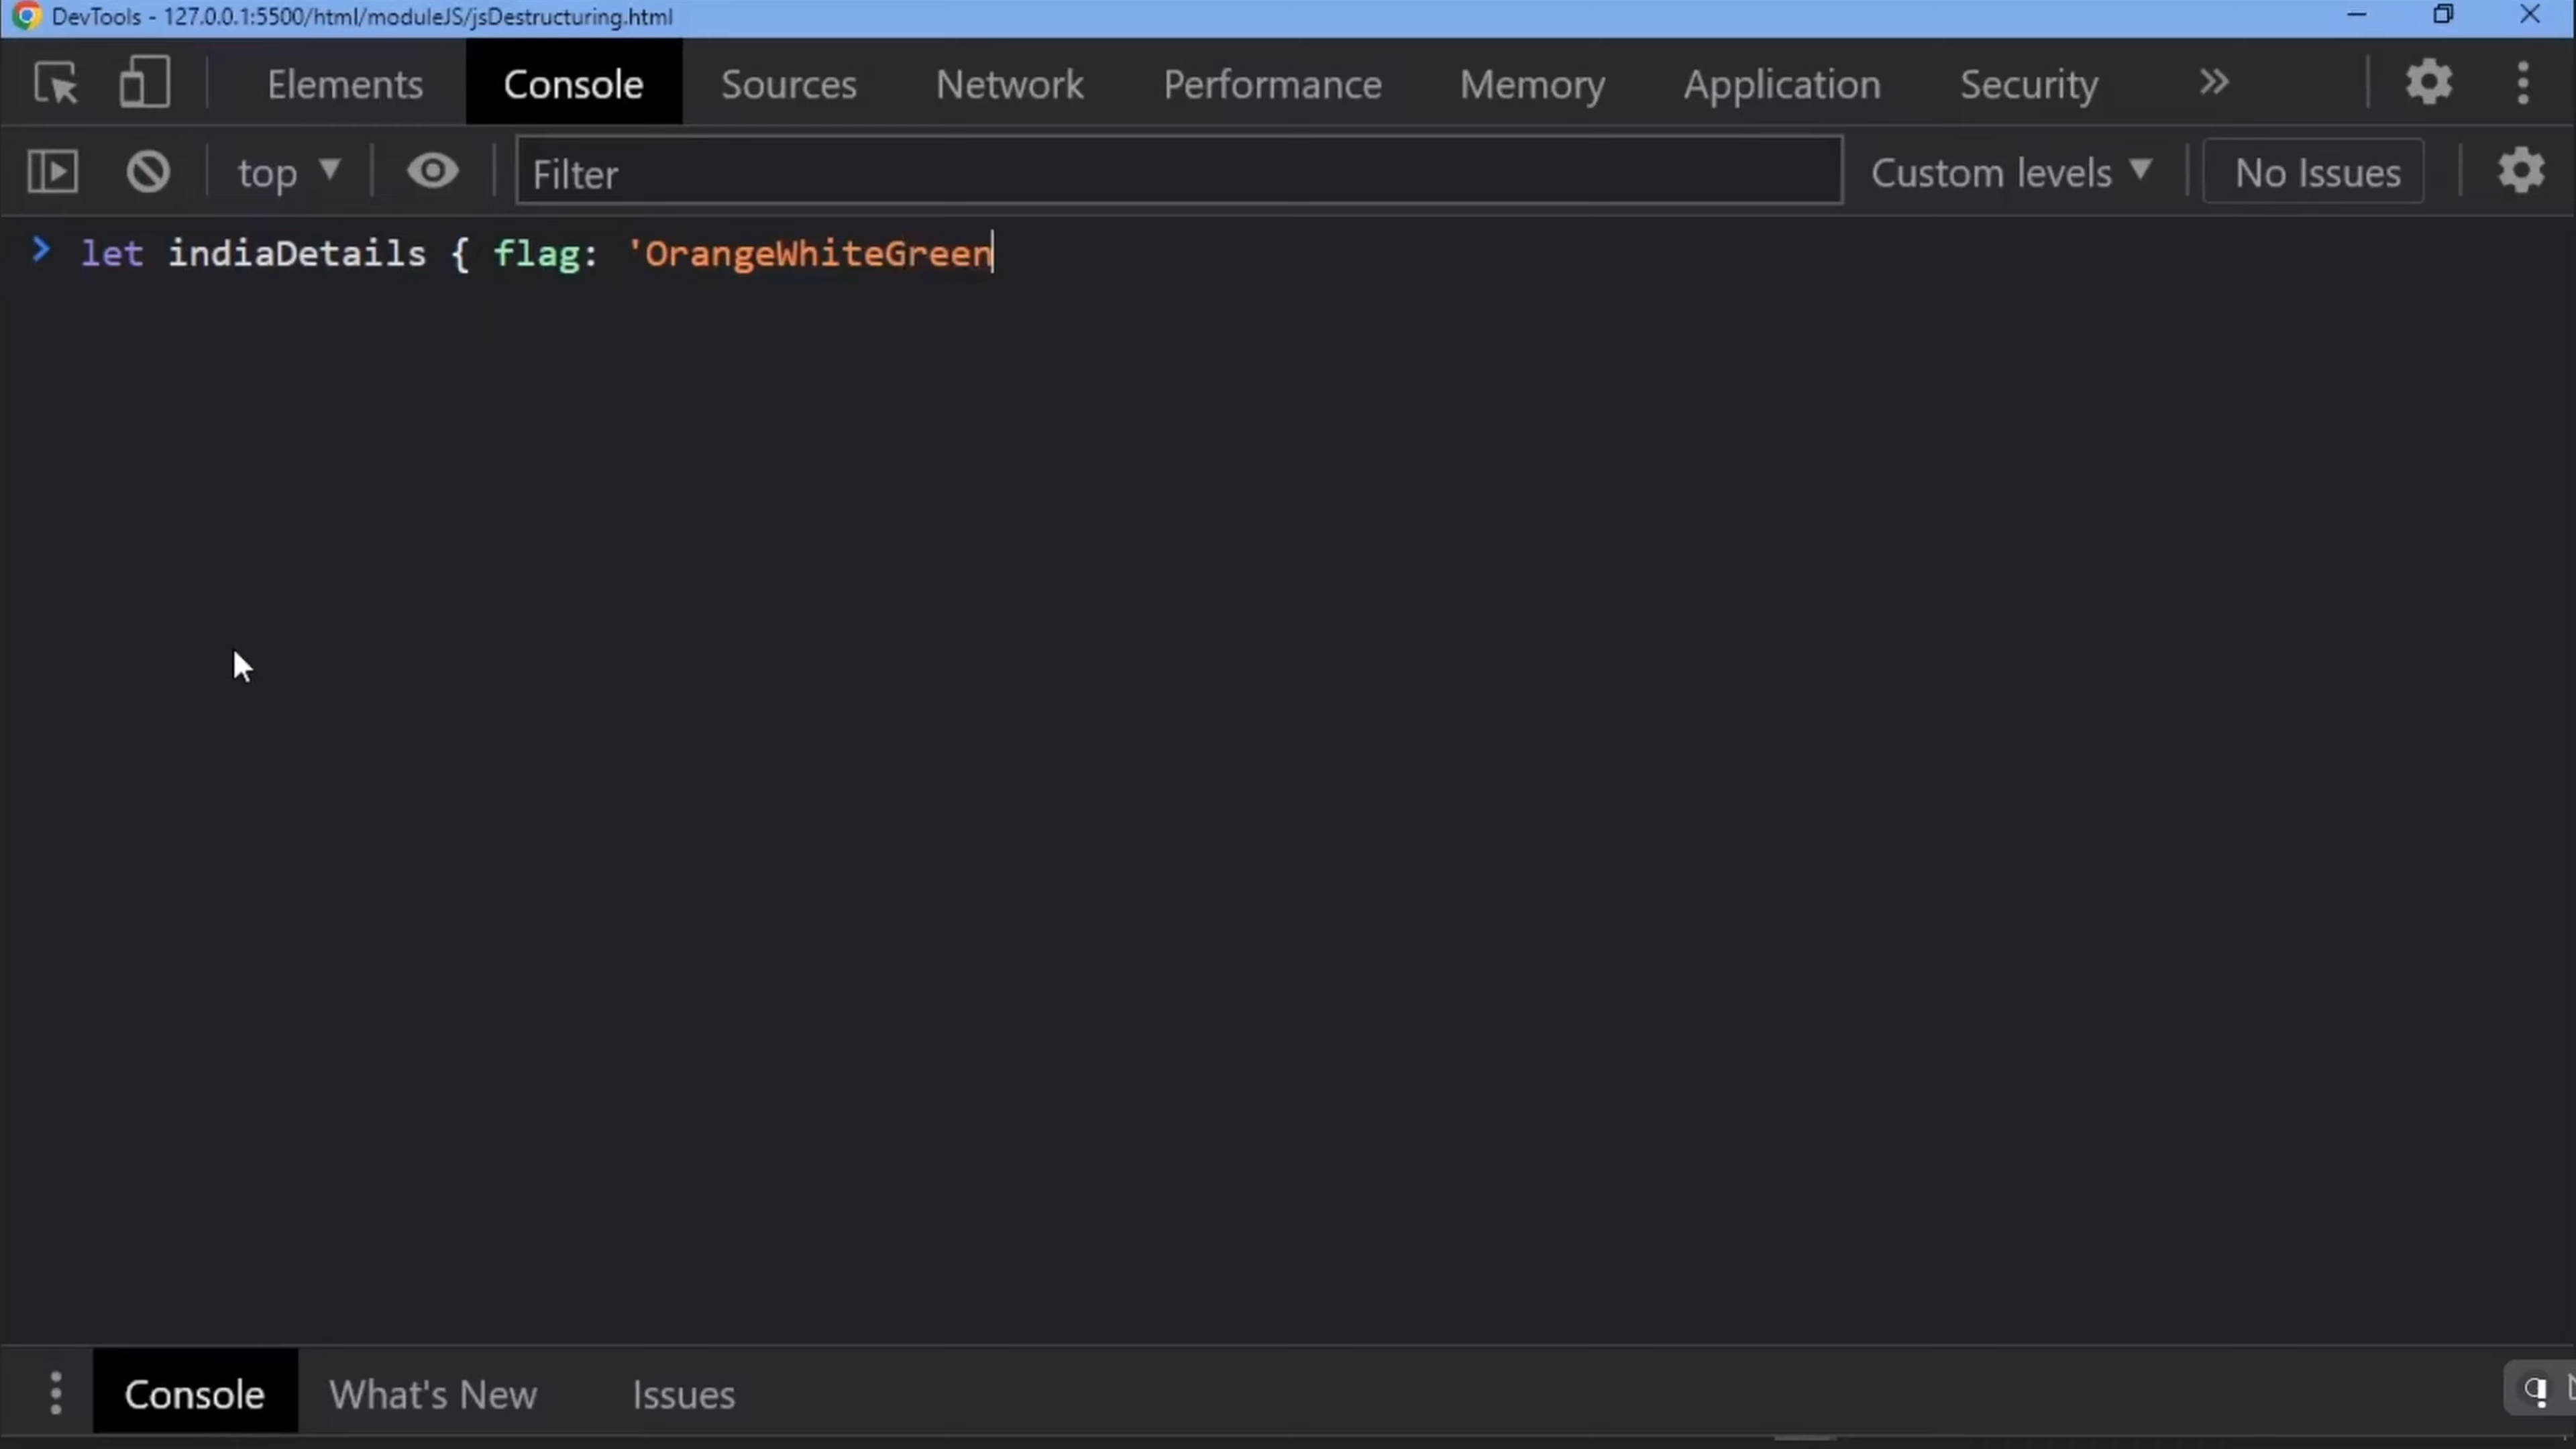 DevTools - 127.0.0.1:5500/html/moduleJS/jsDestructuring.html
Elements Console Sources Network Performance Memory Application Security
top Filter Custom levels No Issues
let indiaDetails { flag: 'OrangeWhiteGreen
Console What's New Issues